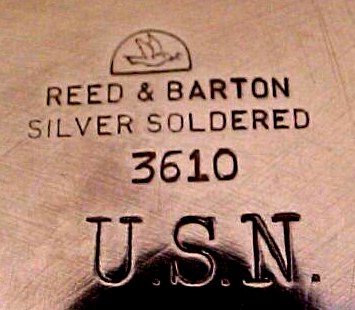 REED & BARTON
SILVER SOLDERED
3610
U.S.N.